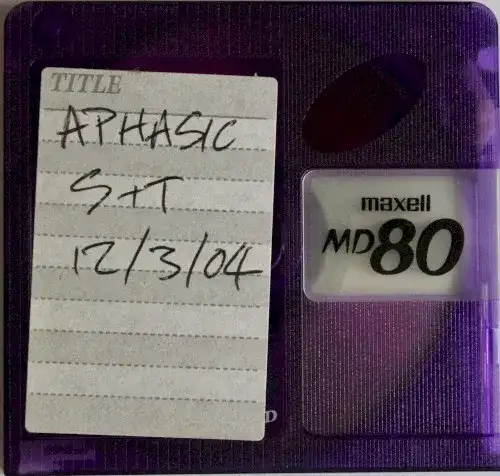 TITLE
APHASIC
S+T
12/3/04
maxell
MD80